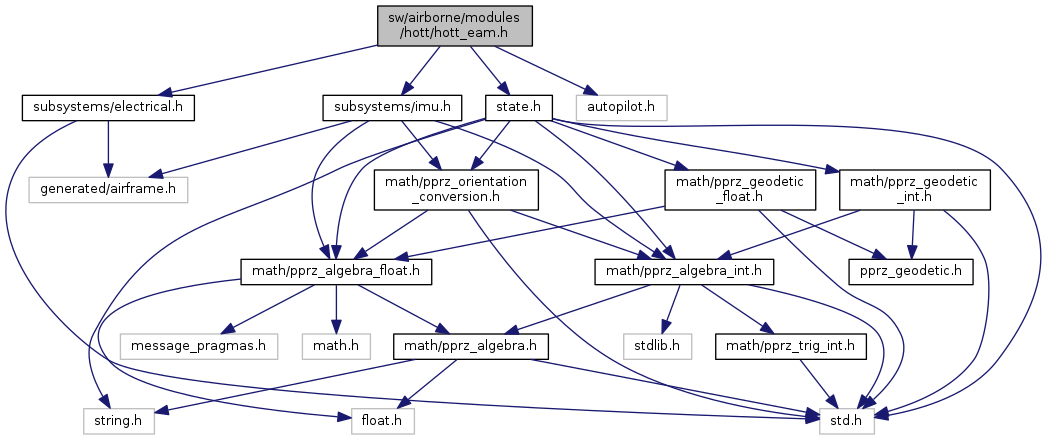 sw/airborne/modules
/hott/hott_eam.h
subsystems/electrical.h
subsystems/imu.h
state.h
autopilot.h
generated/airframe.h
math/pprz_orientation
_conversion.h
math/pprz_geodetic
_float.h
math/pprz_geodetic
_int.h
math/pprz_algebra_float.h
math/pprz_algebra_int.h
pprz_geodetic.h
message_pragmas.h
math.h
math/pprz_algebra.h
stdlib.h
math/pprz_trig_int.h
string.h
float.h
std.h